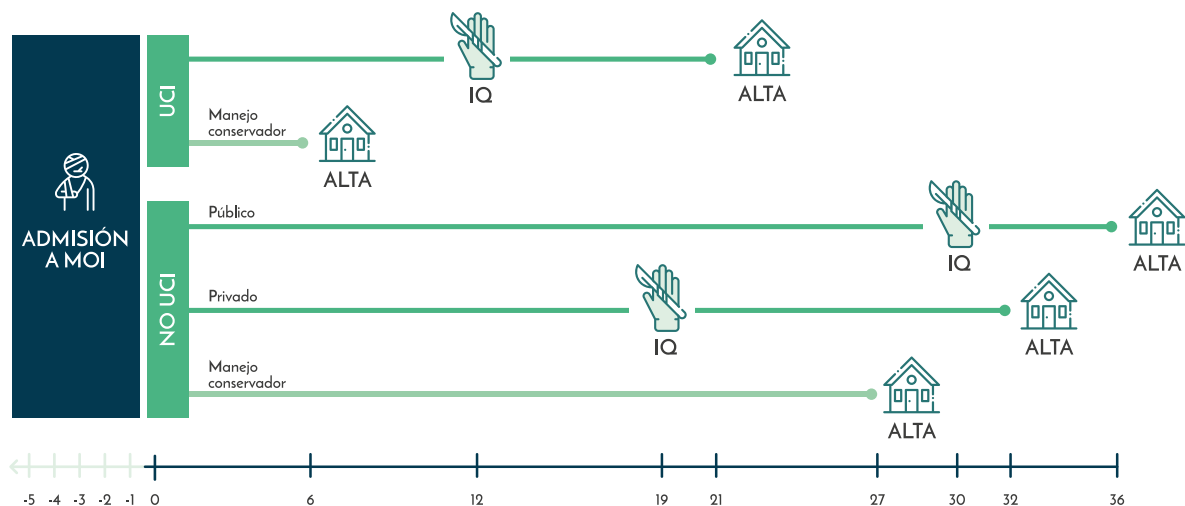 ADMISIÓN
A MOI
UCI
IQ
ALTA
Manejo
conservador
ALTA
NO UCI
Público
IQ
ALTA
Privado
IQ
ALTA
Manejo
conservador
ALTA
-5 -4 -3 -2 -1 0 6 12 19 21 27 30 32 36